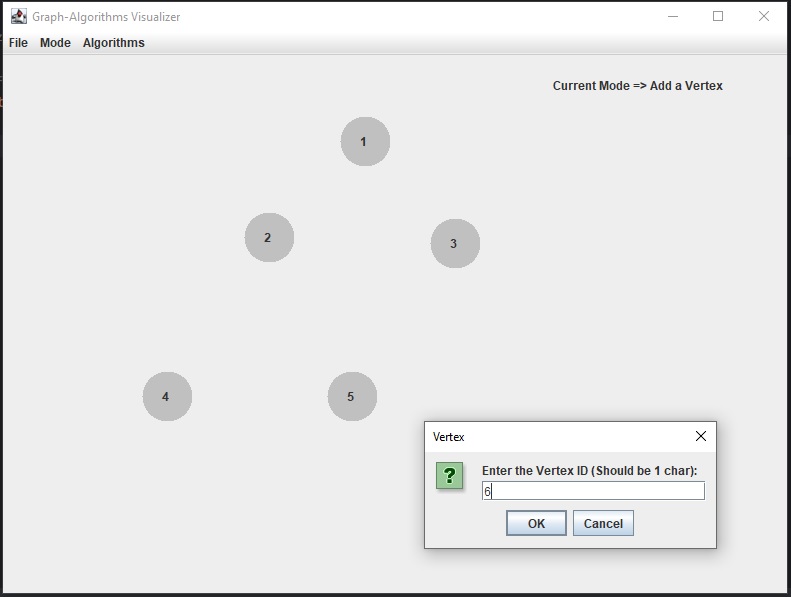 Graph-Algorithms Visualizer
File Mode Algorithms
Current Mode => Add a Vertex
1
2
3
4
5
Vertex
?
Enter the Vertex ID (Should be 1 char):
6
OK Cancel